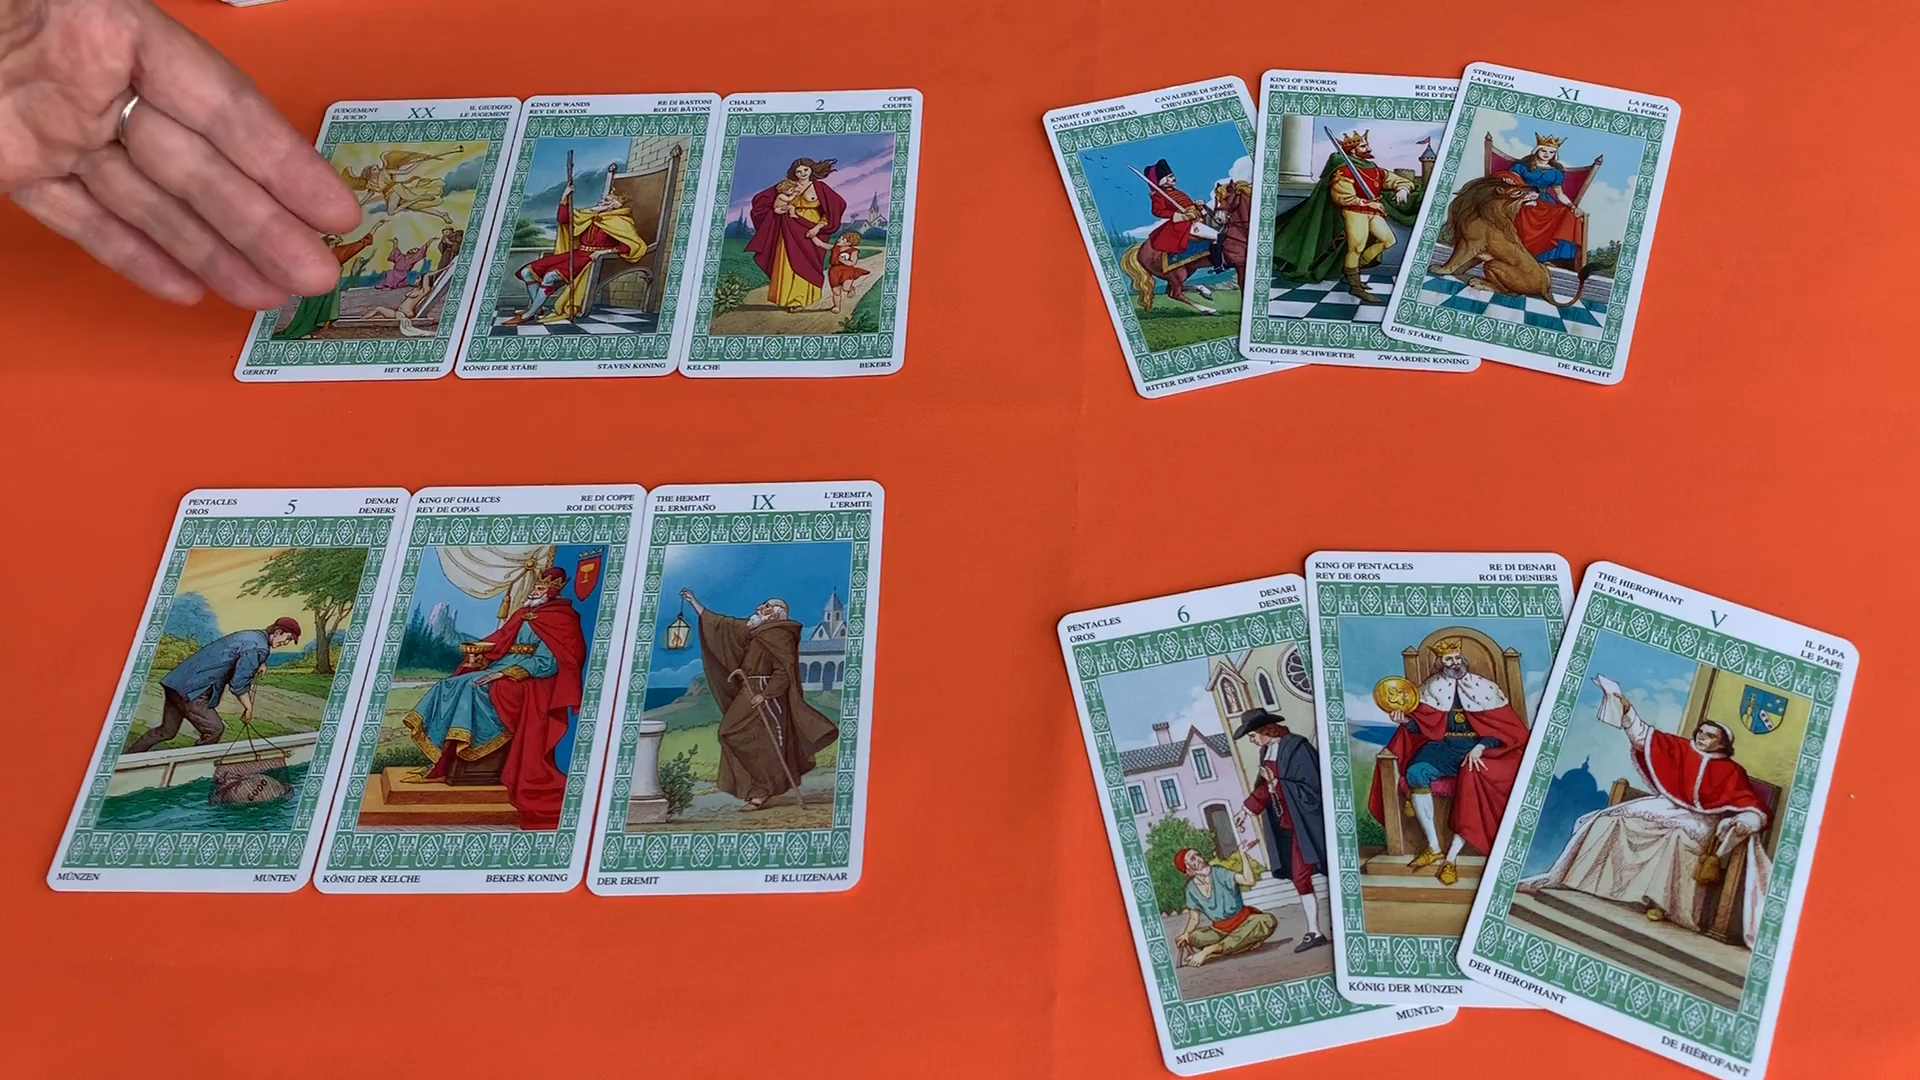 JUDGEMENT
EL JUICIO
XX
IL GIUDIZIO
LE JUGEMENT
GERICHT
HET OORDEEL
KING OF WANDS
REY DE BASTOS
RE DI BASTONI
ROI DE BÂTONS
KÖNIG DER STÄBE
STAVEN KONING
CHALICES
COPAS
2
COPPE
COUPES
KELCHE
BEKERS
KNIGHT OF SWORDS
CABALLO DE ESPADAS
CAVALIERE DI SPADE
CHEVALIER D'ÉPÉES
RITTER DER SCHWERTER
KING OF SWORDS
REY DE ESPADAS
RE DI SPAD
ROI D'ÉPÉ
KÖNIG DER SCHWERTER
ZWAARDEN KONING
STRENGTH
LA FUERZA
XI
LA FORZA
LA FORCE
DIE STÄRKE
DE KRACHT
PENTACLES
OROS
5
DENARI
DENIERS
6000
MÜNZEN
MUNTEN
KING OF CHALICES
REY DE COPAS
RE DI COPPE
ROI DE COUPES
KÖNIG DER KELCHE
BEKERS KONING
THE HERMIT
EL ERMITAÑO
IX
L'EREMITA
L'ERMITE
DER EREMIT
DE KLUIZENAAR
PENTACLES
OROS
6
DENARI
DENIERS
MÜNZEN
MUNTEN
KING OF PENTACLES
REY DE OROS
RE DI DENARI
ROI DE DENIERS
KÖNIG DER MÜNZEN
THE HIEROPHANT
EL PAPA
V
IL PAPA
LE PAPE
DER HIEROPHANT
DE HIËROFANT